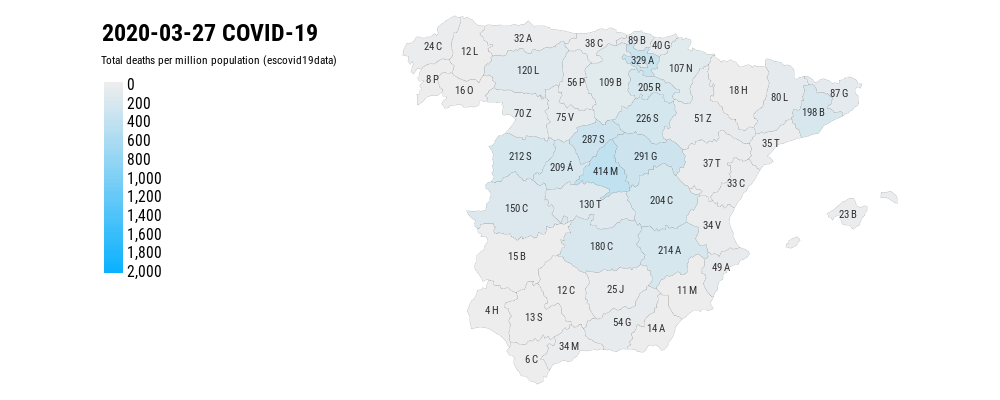 2020-03-27 COVID-19
Total deaths per million population (escovid19data)
0
200
400
600
800
1,000
1,200
1,400
1,600
1,800
2,000
24 C
12 L
32 A
38 C
89 B
40 G
329 A
107 N
8 P
16 O
120 L
56 P
109 B
205 R
18 H
80 L
87 G
198 B
70 Z
75 V
226 S
51 Z
35 T
287 S
212 S
209 Á
414 M
291 G
37 T
33 C
150 C
130 T
204 C
34 V
23 B
15 B
180 C
214 A
49 A
12 C
25 J
11 M
4 H
13 S
54 G
14 A
34 M
6 C